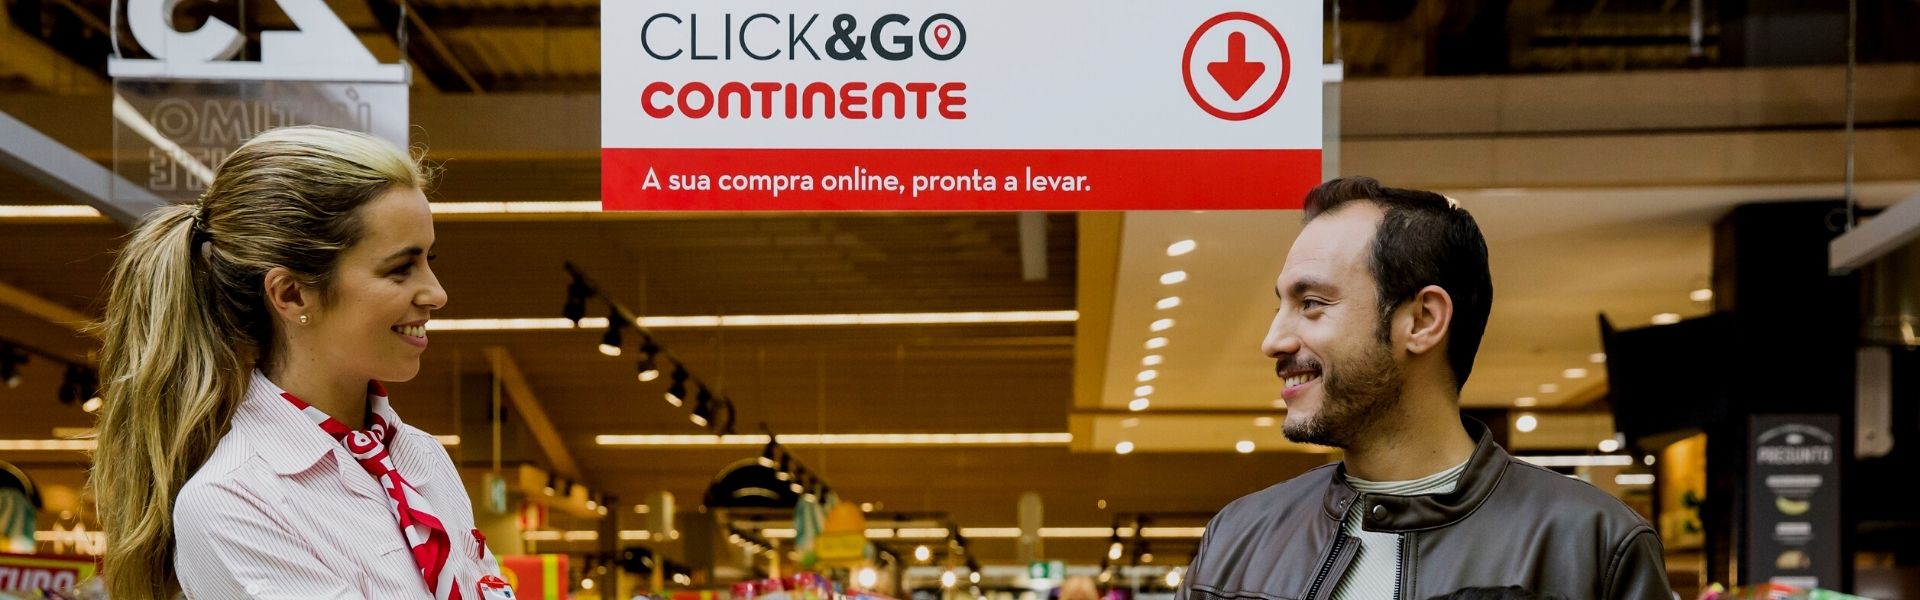 CLICK&GO
CONTINENTE
A sua compra online, pronta a levar.
PRESUNTO